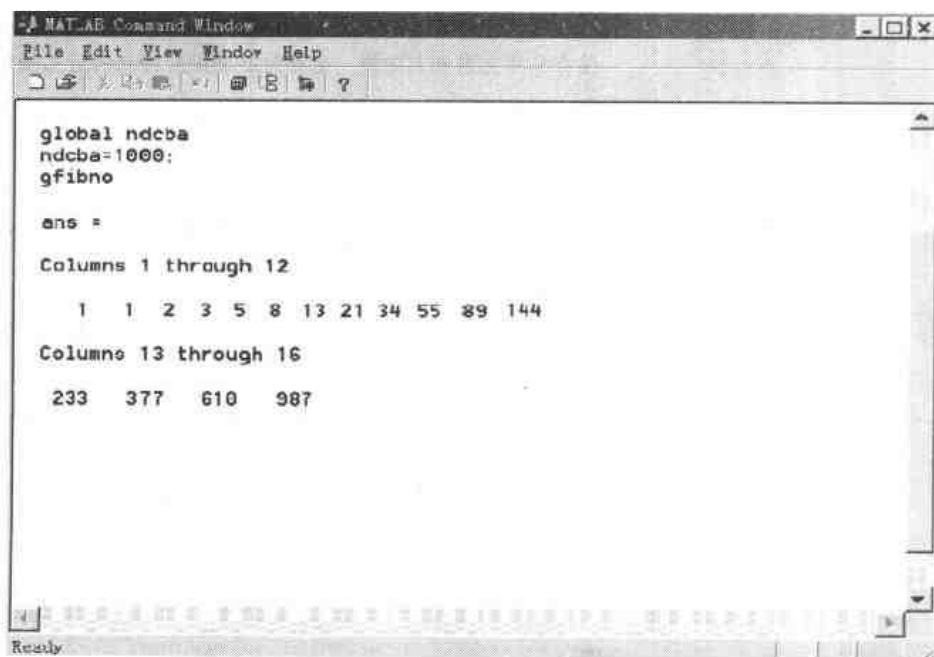 MATLAB Command Window
File Edit View Window Help
?
global ndcba
ndcba=1000;
gfibno
ans =
Columns 1 through 12
1 1 2 3 5 8 13 21 34 55 89 144
Columns 13 through 16
233 377 610 987
Ready